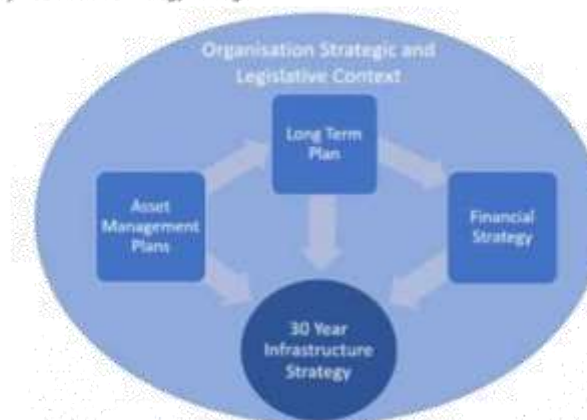 Organisation Strategic and
Legislative Context
Long Term
Plan
Asset
Management
Plans
Financial
Strategy
30 Year
Infrastructure
Strategy